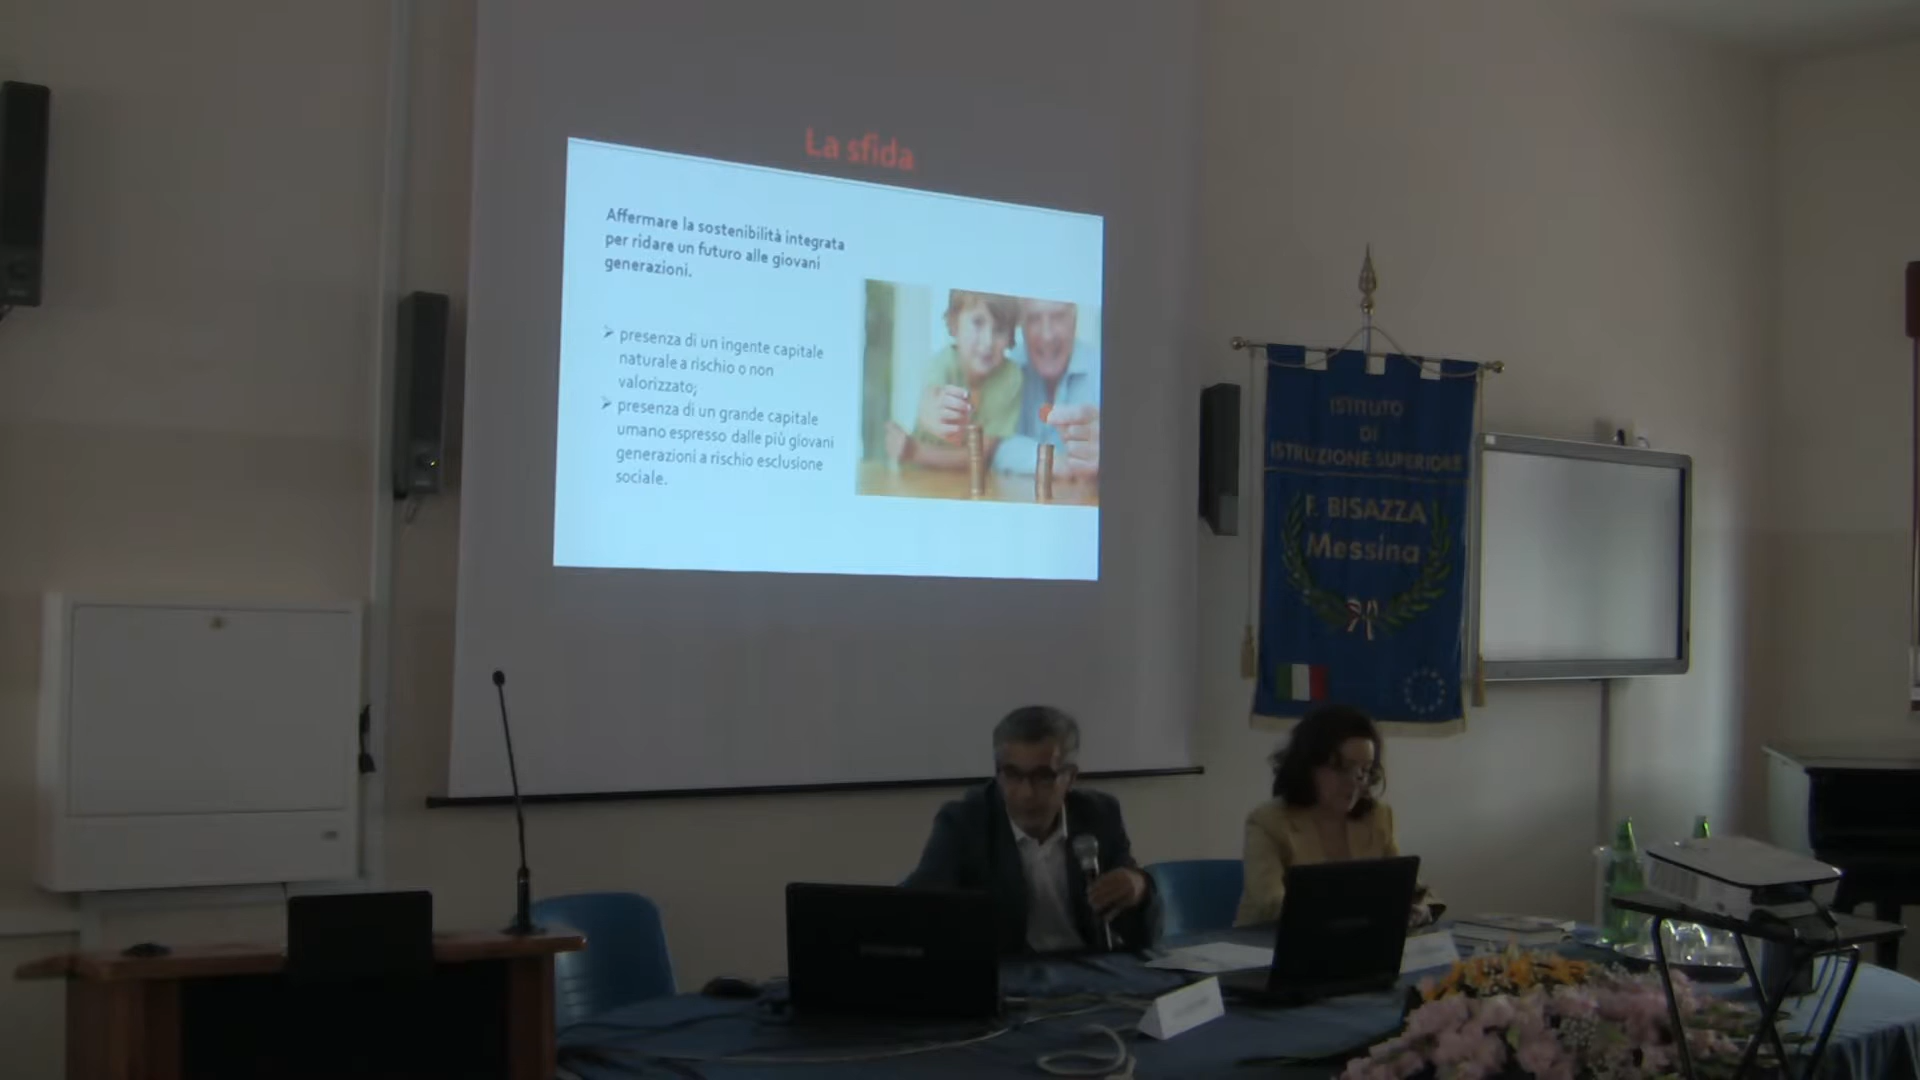 La sfida
Affermare la sostenibilità integrata
per ridare un futuro alle giovani
generazioni.
➢ presenza di un ingente capitale
naturale a rischio o non
valorizzato;
➢ presenza di un grande capitale
umano espresso dalle più giovani
generazioni a rischio esclusione
sociale.
ISTITUTO
DI
ISTRUZIONE SUPERIORE
F. BISAZZA
Messina